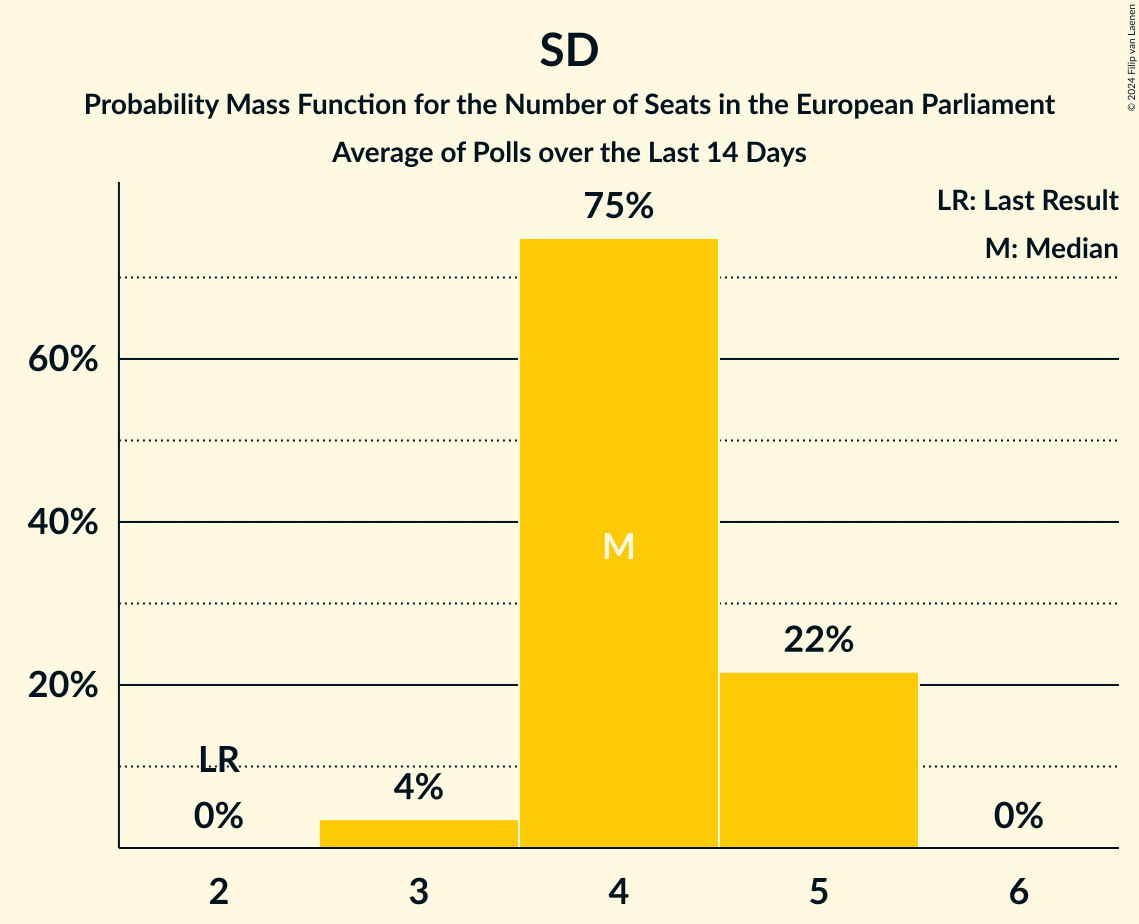 SD
Probability Mass Function for the Number of Seats in the European Parliament
Average of Polls over the Last 14 Days
© 2024 Filip van Laenen
LR: Last Result
M: Median
75%
60%
40%
20%
M
22%
LR
4%
0%
0%
2 3 4 5 6